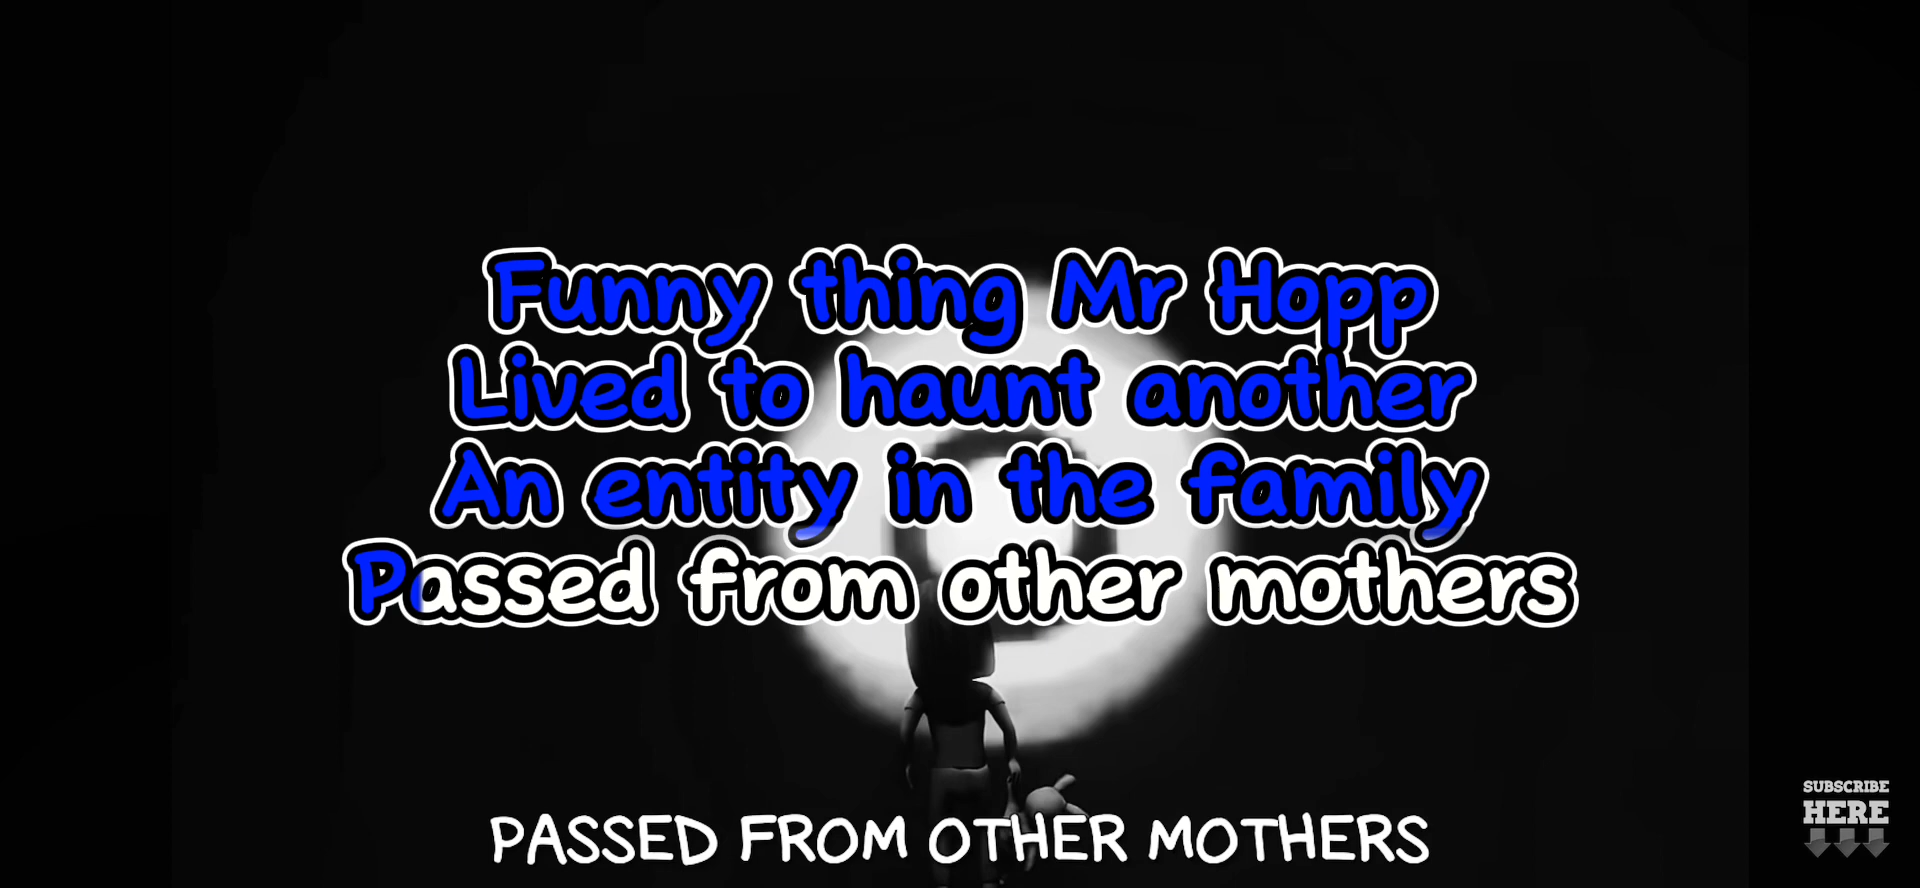 Funny thing Mr Hopp
Lived to haunt another
An entity in the family
Passed from other mothers
PASSED FROM OTHER MOTHERS
SUBSCRIBE
HERE